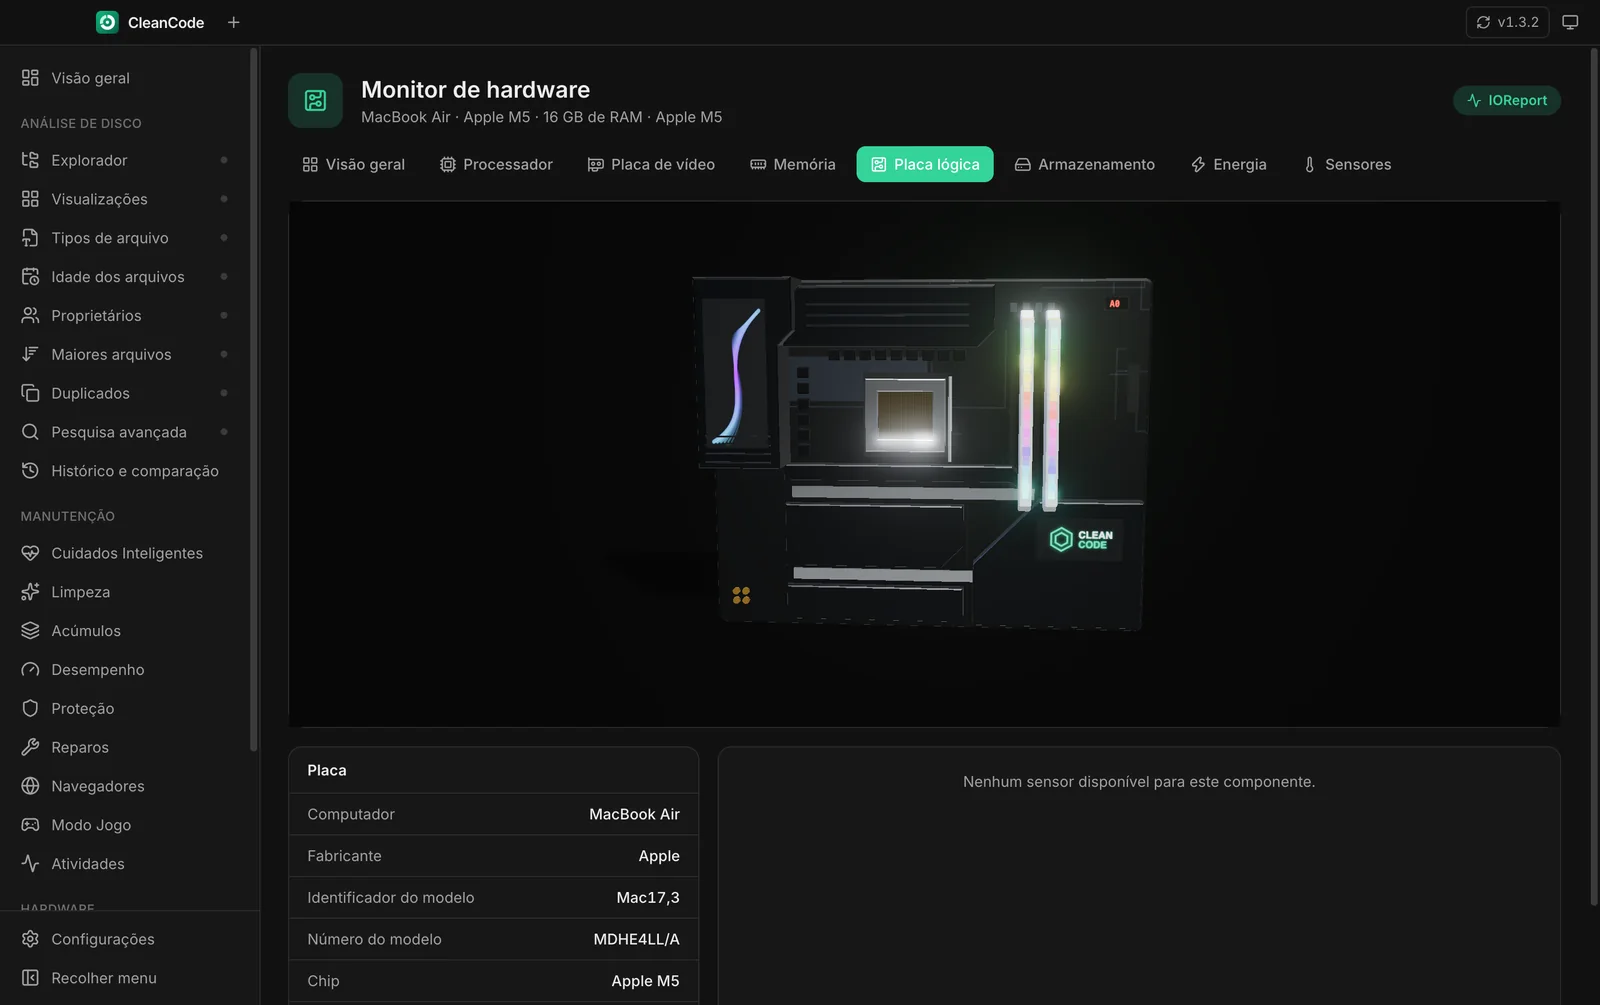 CleanCode
v1.3.2
Visão geral
ANÁLISE DE DISCO
Explorador
Visualizações
Tipos de arquivo
Idade dos arquivos
Proprietários
Maiores arquivos
Duplicados
Pesquisa avançada
Histórico e comparação
MANUTENÇÃO
Cuidados Inteligentes
Limpeza
Acúmulos
Desempenho
Proteção
Reparos
Navegadores
Modo Jogo
Atividades
HARDWARE
Configurações
Recolher menu
Monitor de hardware
MacBook Air · Apple M5 · 16 GB de RAM · Apple M5
IOReport
Visão geral
Processador
Placa de vídeo
Memória
Placa lógica
Armazenamento
Energia
Sensores
A0
CLEAN
CODE
Placa
Computador MacBook Air
Fabricante Apple
Identificador do modelo Mac17,3
Número do modelo MDHE4LL/A
Chip Apple M5
Nenhum sensor disponível para este componente.